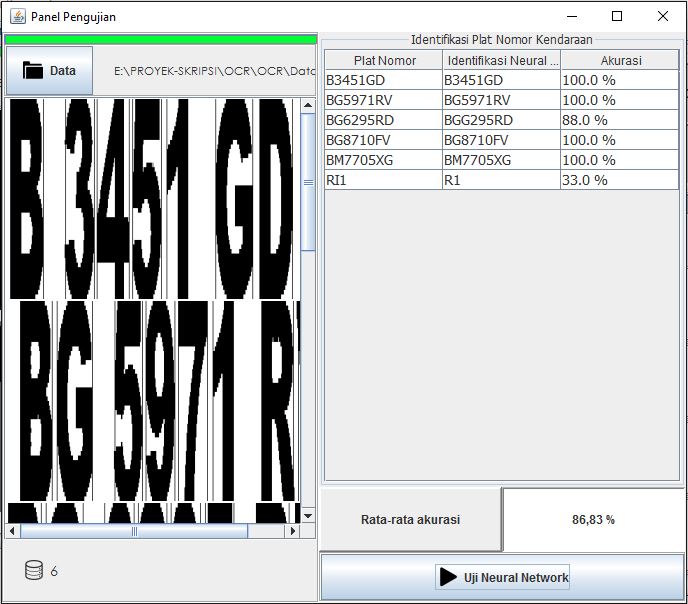 Panel Pengujian
Data
E:\PROYEK-SKRIPSI\OCR\OCR\Data
B 3451 GD
BG 5971 R
6
Identifikasi Plat Nomor Kendaraan
Plat Nomor Identifikasi Neural ... Akurasi
B3451GD B3451GD 100.0 %
BG5971RV BG5971RV 100.0 %
BG6295RD BGG295RD 88.0 %
BG8710FV BG8710FV 100.0 %
BM7705XG BM7705XG 100.0 %
RI1 R1 33.0 %
Rata-rata akurasi 86,83 %
Uji Neural Network